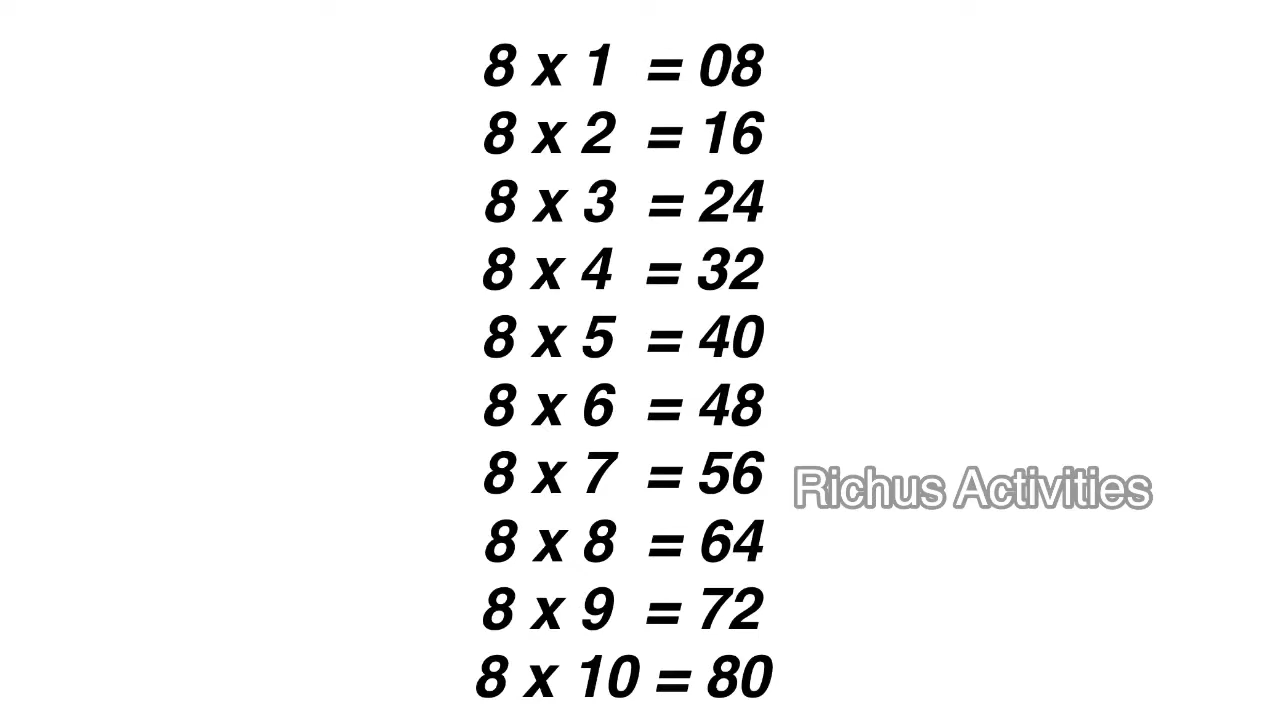 8 x 1 = 08
8 x 2 = 16
8 x 3 = 24
8 x 4 = 32
8 x 5 = 40
8 x 6 = 48
8 x 7 = 56
Richus Activities
8 x 8 = 64
8 x 9 = 72
8 x 10 = 80